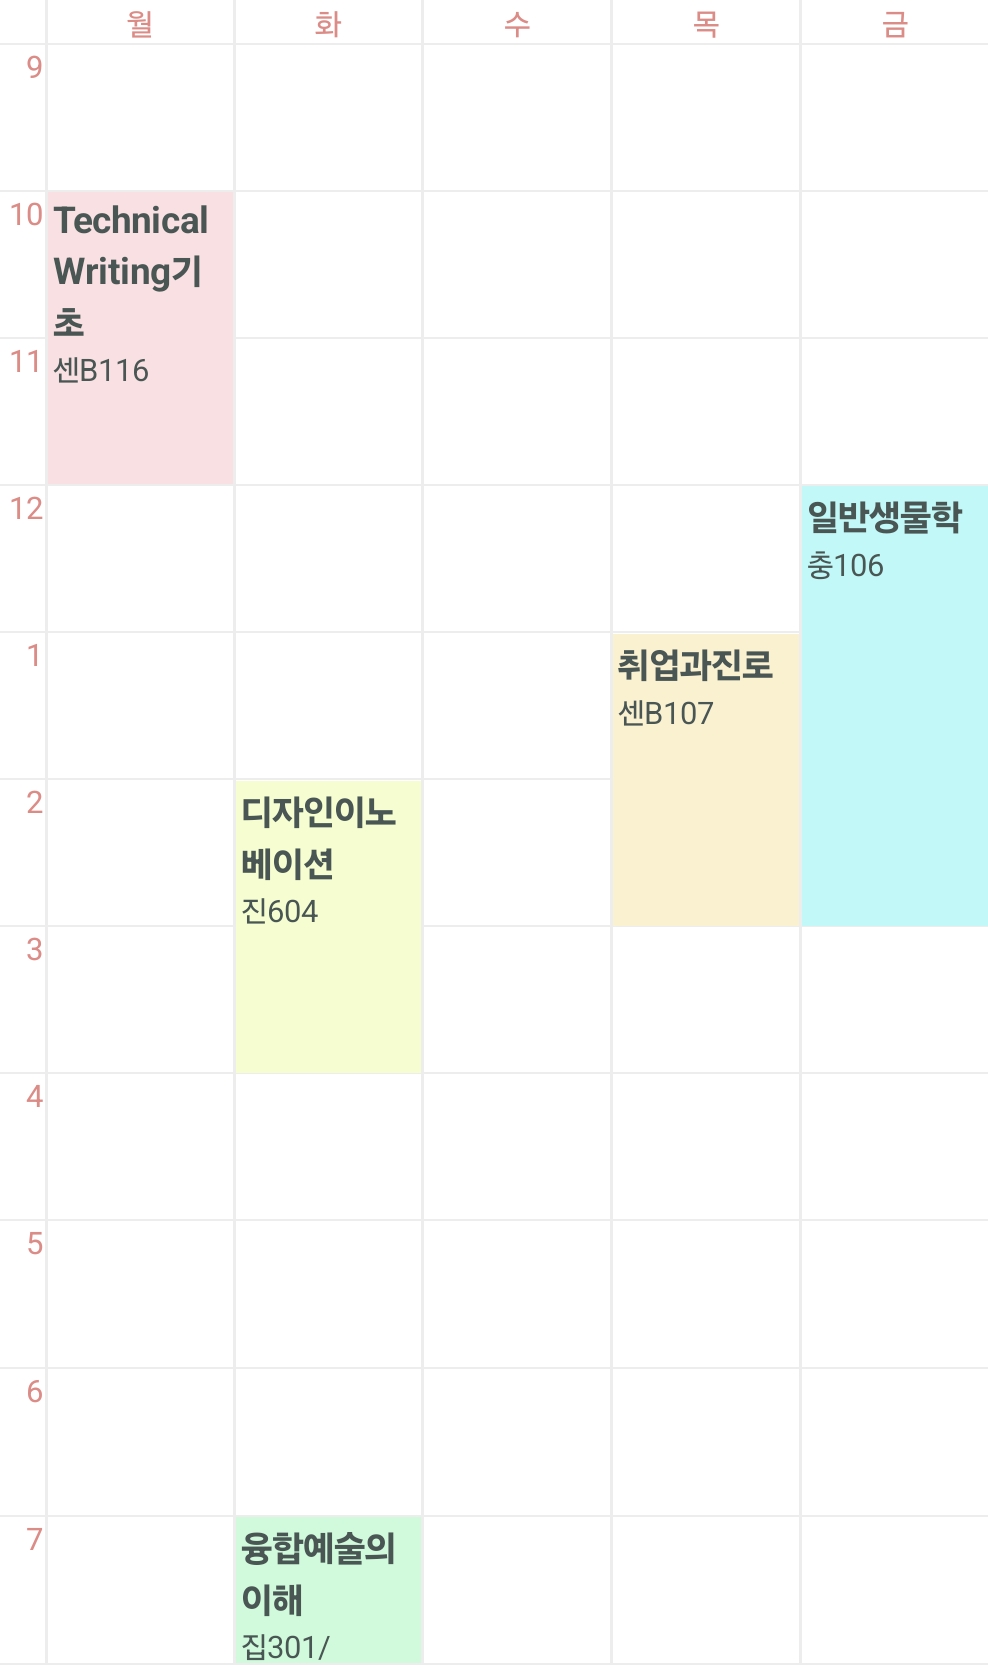 월 화 수 목 금
9
10
Technical
Writing기
초
11
센B116
12
일반생물학
충106
1
취업과진로
센B107
2
디자인이노
베이션
진604
3
4
5
6
7
융합예술의
이해
집301/